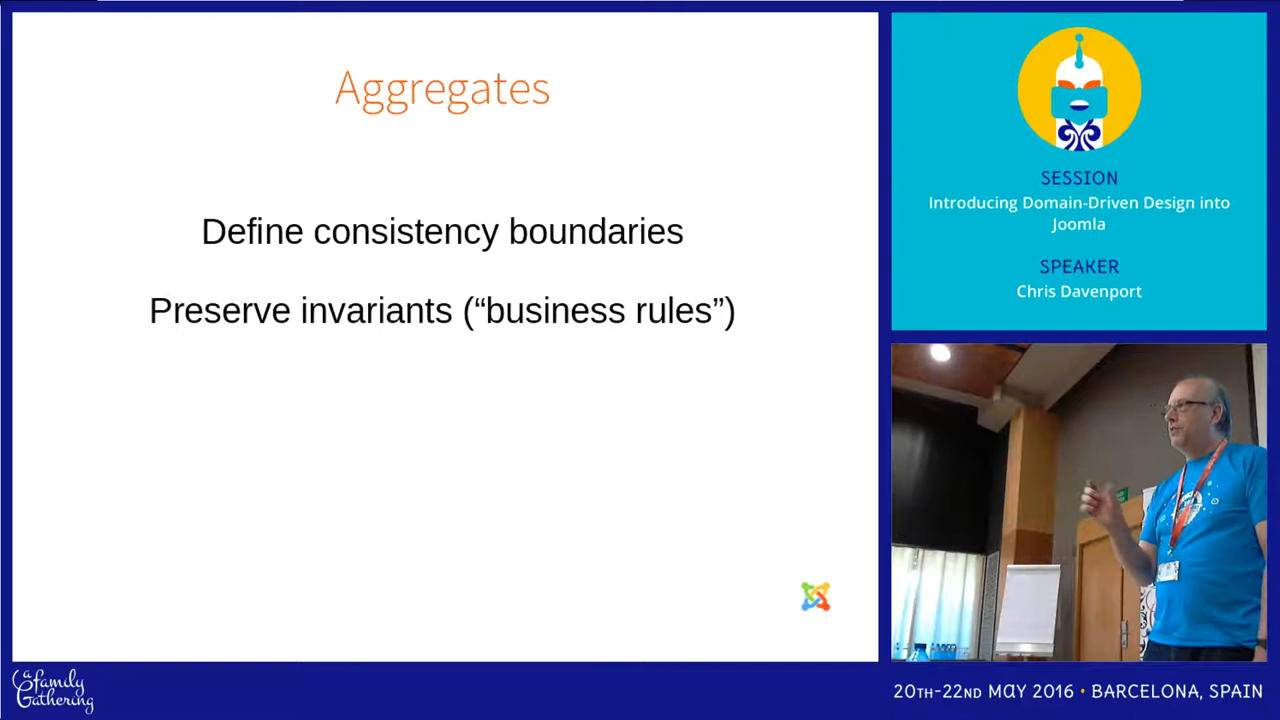 Aggregates
Define consistency boundaries
Preserve invariants (“business rules”)
SESSION
Introducing Domain-Driven Design into
Joomla
SPEAKER
Chris Davenport
a family
Gathering
20TH-22ND MAY 2016 • BARCELONA, SPAIN